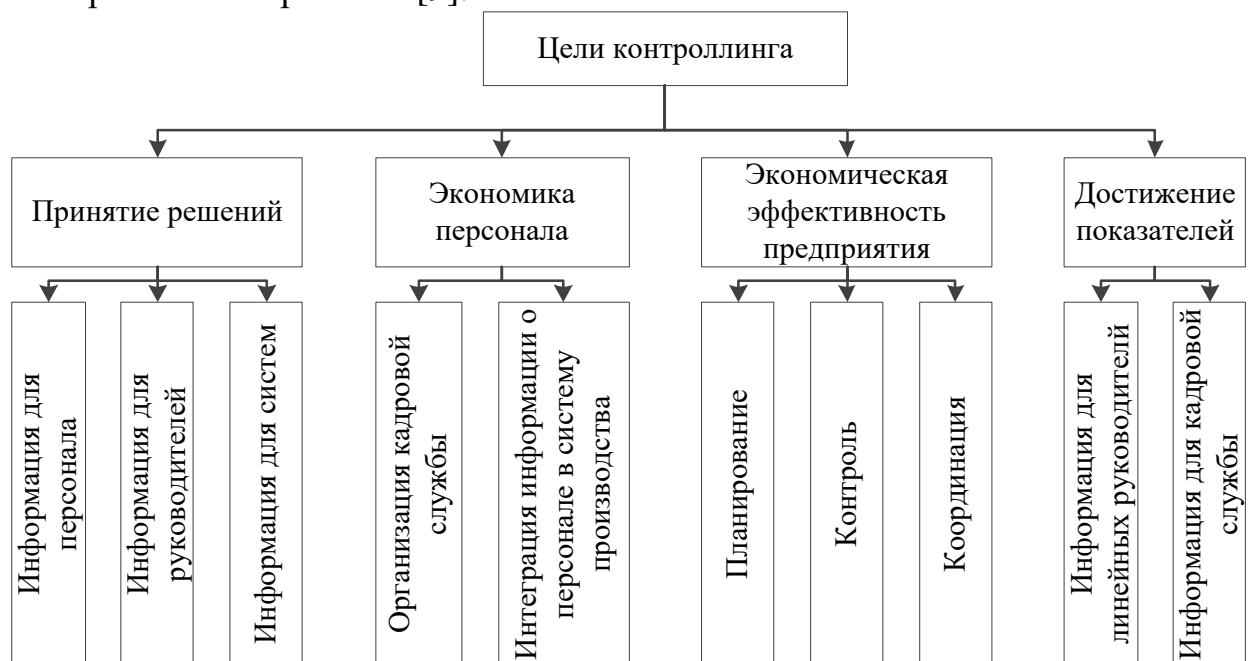 Цели контроллинга
Принятие решений
Экономика
персонала
Экономическая
эффективность
предприятия
Достижение
показателей
Информация для
персонала
Информация для
руководителей
Информация для систем
Организация кадровой
службы
Интеграция информации о
персонале в систему
производства
Планирование
Контроль
Координация
Информация для
линейных руководителй
Информация для кадровой
службы